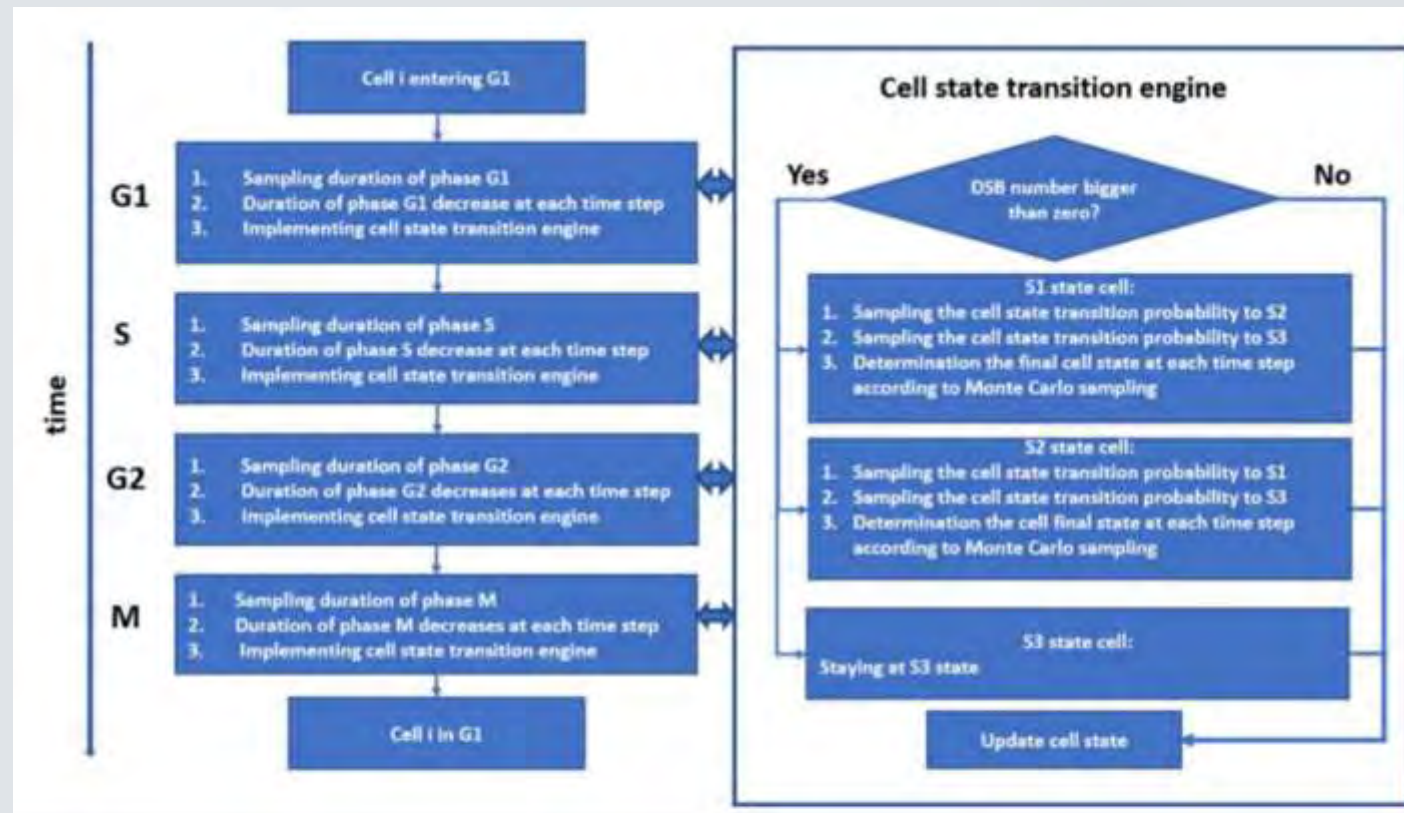 Cell i entering G1
G1
1. Sampling duration of phase G1
2. Duration of phase G1 decrease at each time step
3. Implementing cell state transition engine
S
1. Sampling duration of phase S
2. Duration of phase S decrease at each time step
3. Implementing cell state transition engine
time
G2
1. Sampling duration of phase G2
2. Duration of phase G2 decreases at each time step
3. Implementing cell state transition engine
M
1. Sampling duration of phase M
2. Duration of phase M decreases at each time step
3. Implementing cell state transition engine
Cell i in G1
Cell state transition engine
Yes
DSB number bigger
than zero?
No
S1 state cell:
1. Sampling the cell state transition probability to S2
2. Sampling the cell state transition probability to S3
3. Determination the final cell state at each time step
according to Monte Carlo sampling
S2 state cell:
1. Sampling the cell state transition probability to S1
2. Sampling the cell state transition probability to S3
3. Determination the cell final state at each time step
according to Monte Carlo sampling
S3 state cell:
Staying at S3 state
Update cell state